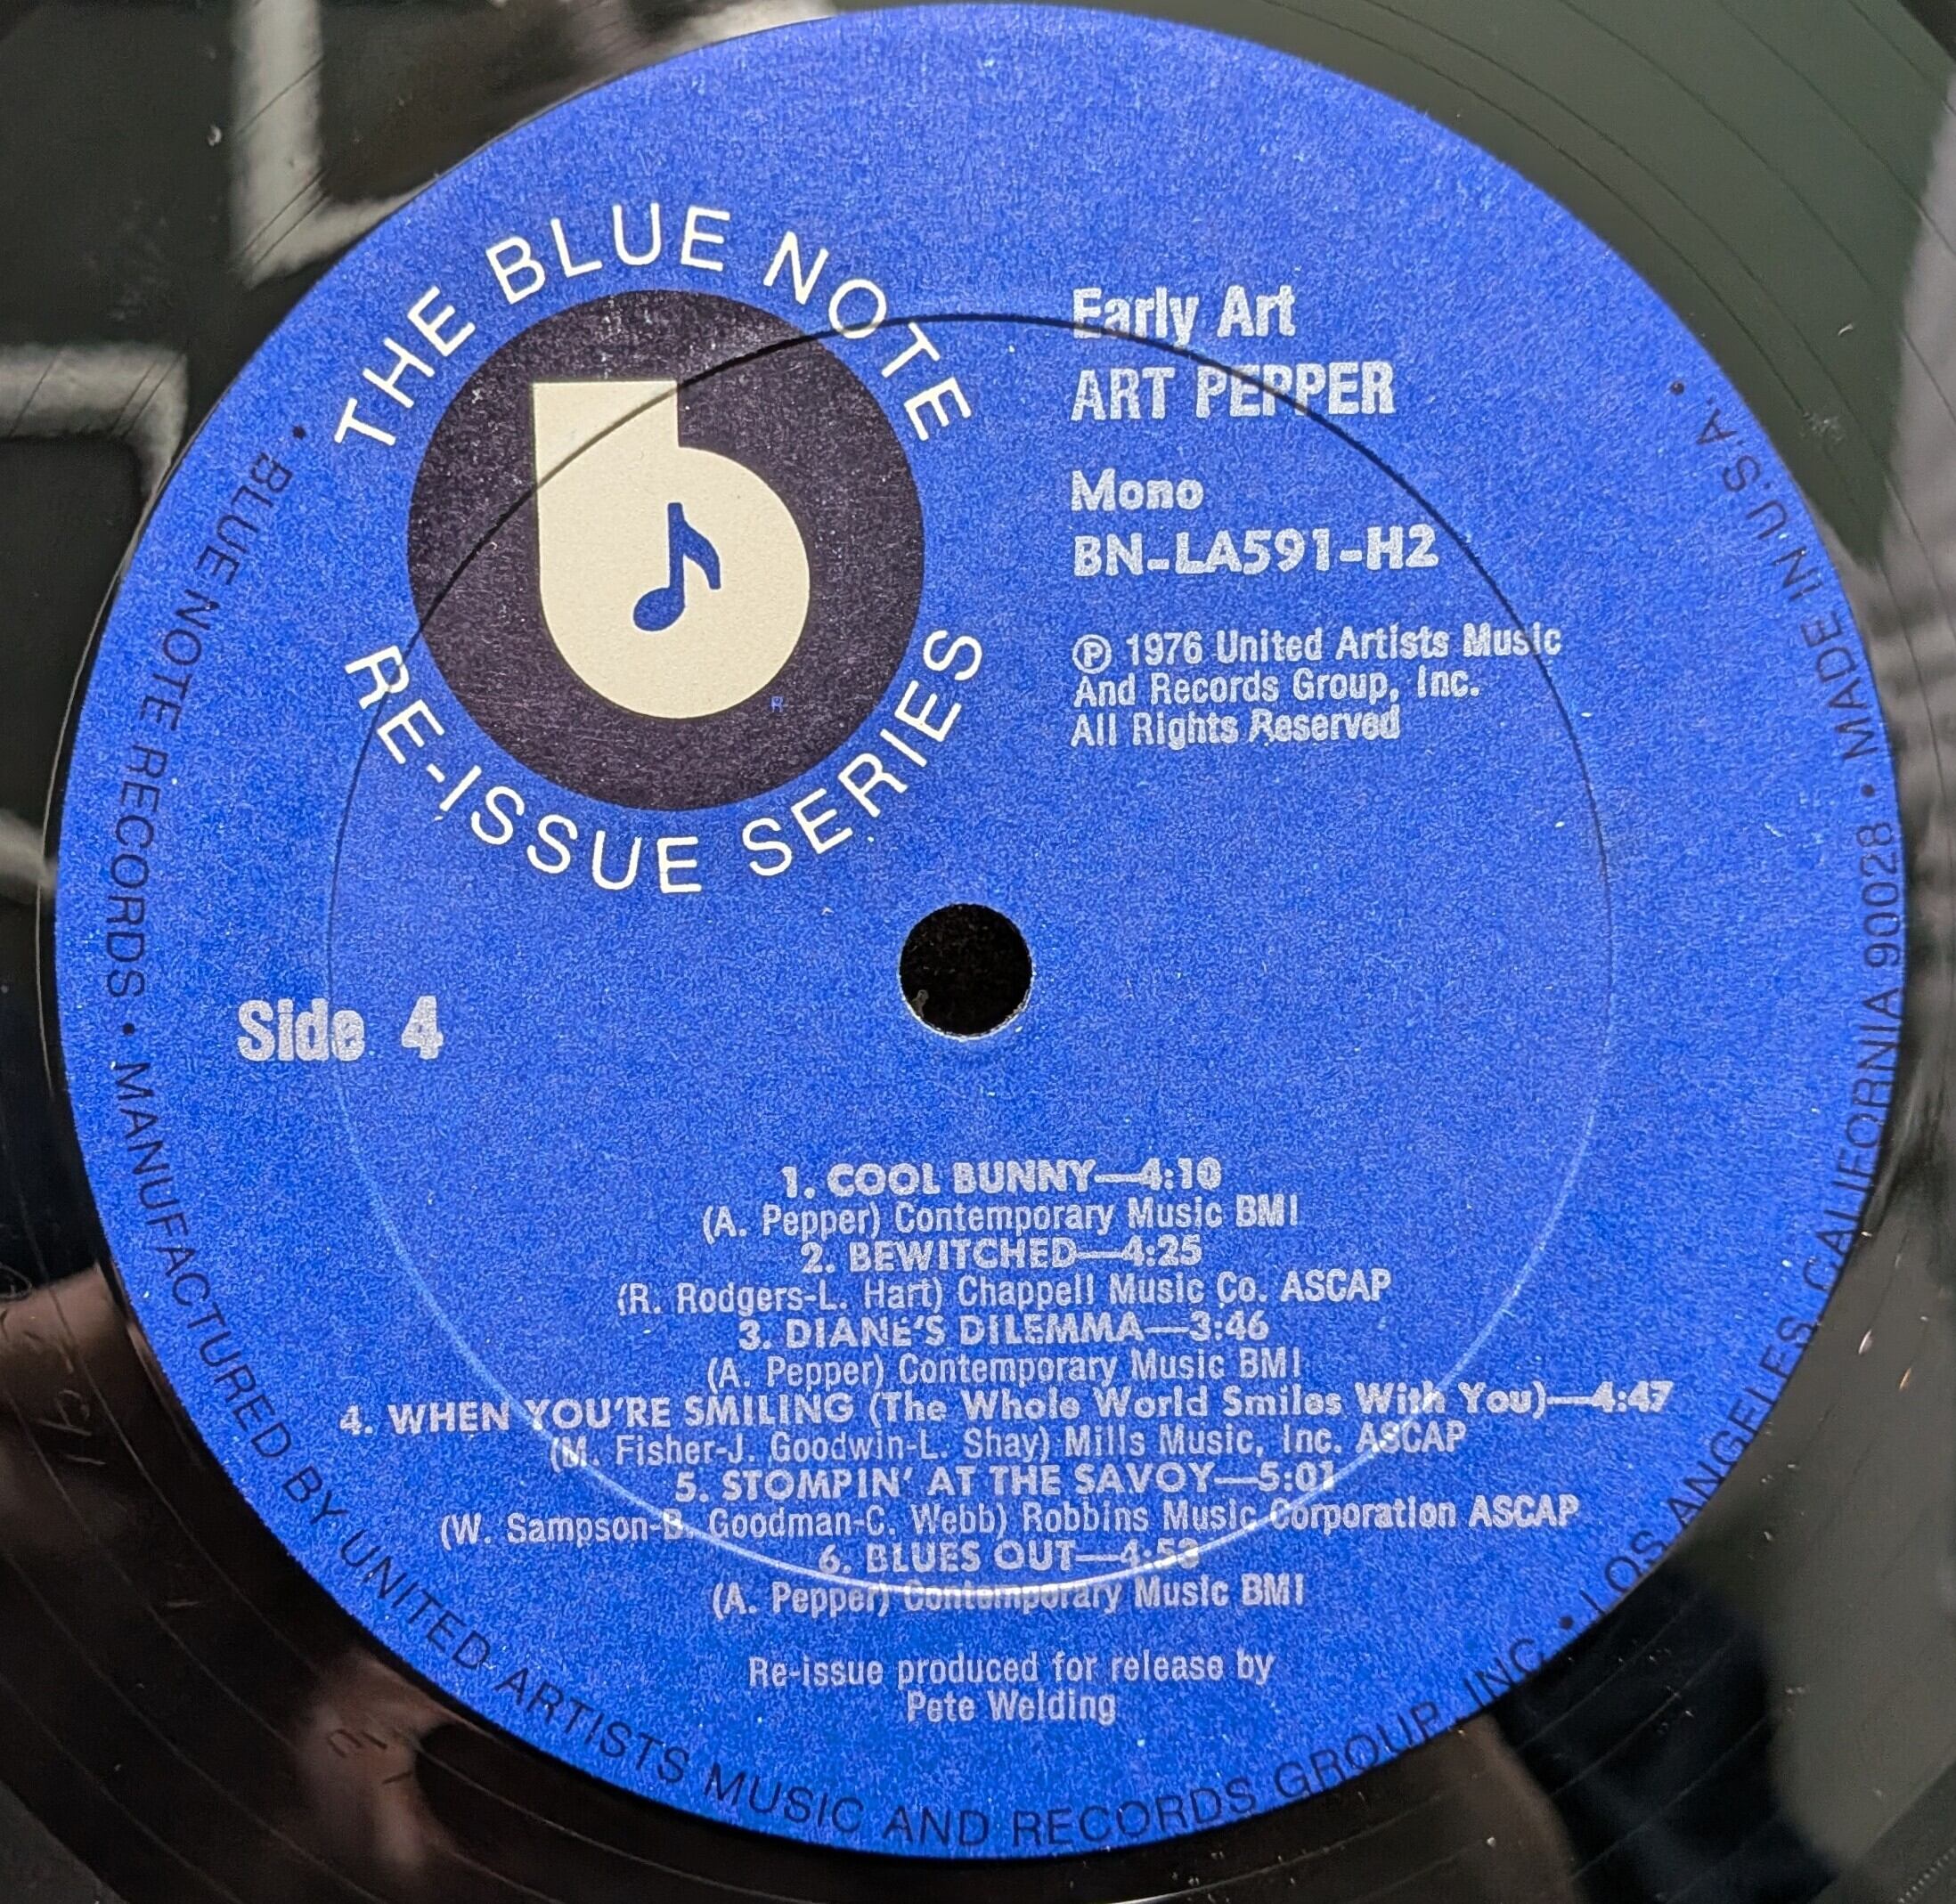 THE BLUE NOTE
RE-ISSUE SERIES
Early Art
ART PEPPER
Mono
BN-LA591-H2
℗ 1976 United Artists Music
And Records Group, Inc.
All Rights Reserved
Side 4
1. COOL BUNNY—4:10
(A. Pepper) Contemporary Music BMI
2. BEWITCHED—4:25
(R. Rodgers-L. Hart) Chappell Music Co. ASCAP
3. DIANE'S DILEMMA—3:46
(A. Pepper) Contemporary Music BMI
4. WHEN YOU'RE SMILING (The Whole World Smiles With You)—4:47
(M. Fisher-J. Goodwin-L. Shay) Mills Music, Inc. ASCAP
5. STOMPIN' AT THE SAVOY—5:01
(W. Sampson-B. Goodman-C. Webb) Robbins Music Corporation ASCAP
6. BLUES OUT—4:53
(A. Pepper) Contemporary Music BMI
Re-issue produced for release by
Pete Welding
• BLUE NOTE RECORDS • MANUFACTURED BY UNITED ARTISTS MUSIC AND RECORDS GROUP, INC. • LOS ANGELES, CALIFORNIA 90028 • MADE IN U.S.A. •